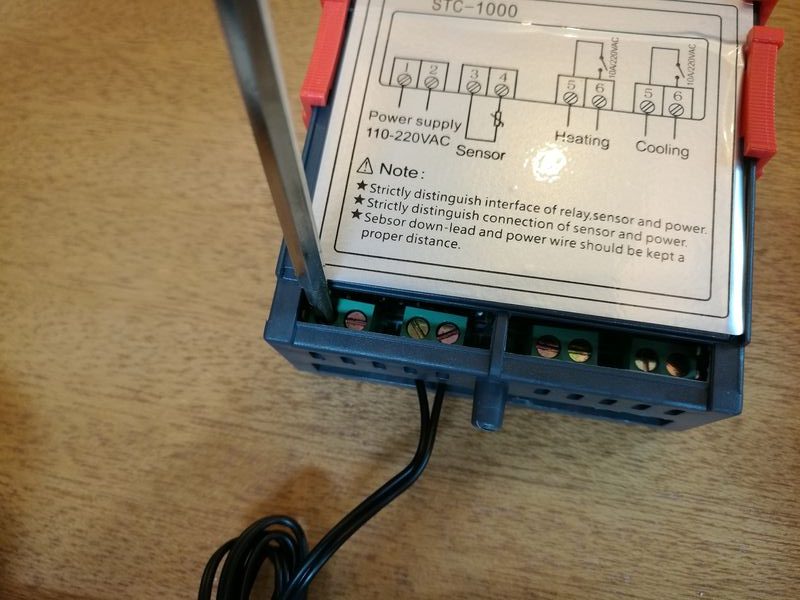 STC-1000
1 2 3 4 5 6 5 6
10A/220VAC 10A/220VAC
Power supply
110-220VAC
Sensor
Heating
Cooling
Note:
★Strictly distinguish interface of relay,sensor and power.
★Strictly distinguish connection of sensor and power.
★Sebsor down-lead and power wire should be kept a
proper distance.